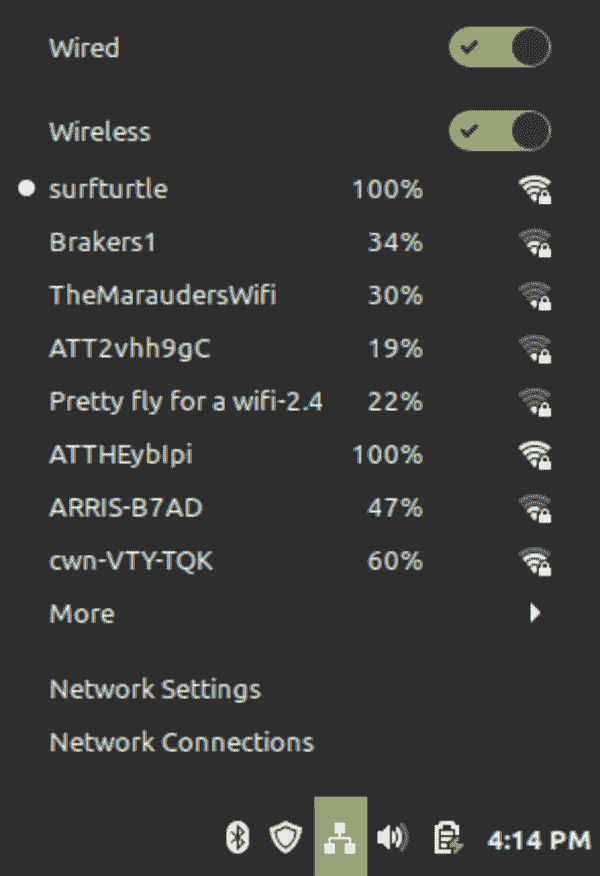 Wired
Wireless
surfturtle 100%
Brakers1 34%
TheMaraudersWifi 30%
ATT2vhh9gC 19%
Pretty fly for a wifi-2.4 22%
ATTHEybIpi 100%
ARRIS-B7AD 47%
cwn-VTY-TQK 60%
More
Network Settings
Network Connections
4:14 PM